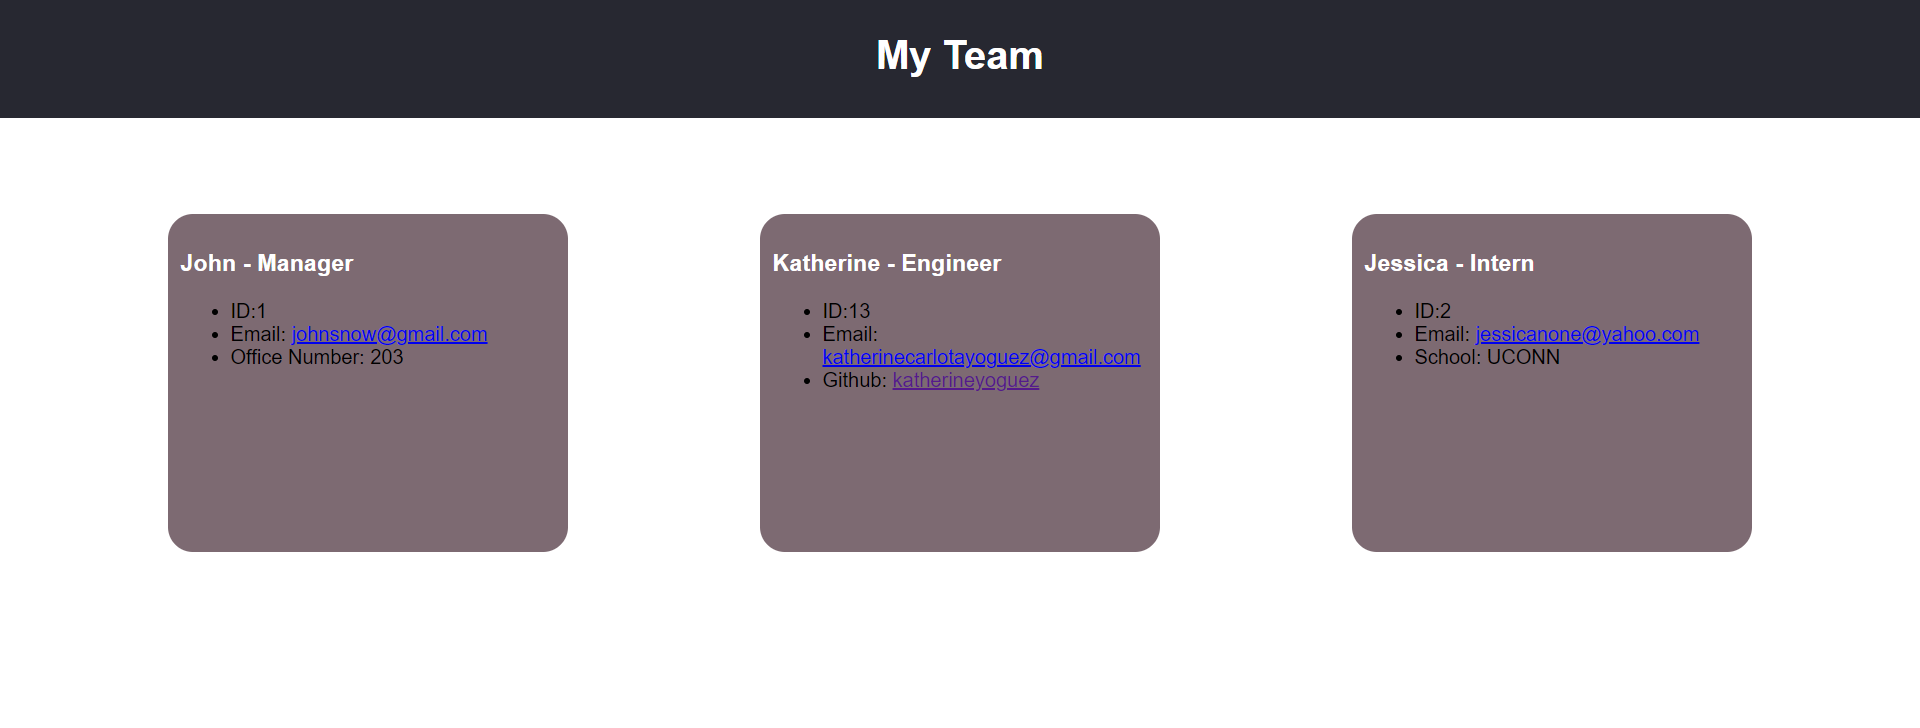 My Team
John - Manager
ID:1
Email: johnsnow@gmail.com
Office Number: 203
Katherine - Engineer
ID:13
Email:
katherinecarlotayoguez@gmail.com
Github: katherineyoguez
Jessica - Intern
ID:2
Email: jessicanone@yahoo.com
School: UCONN